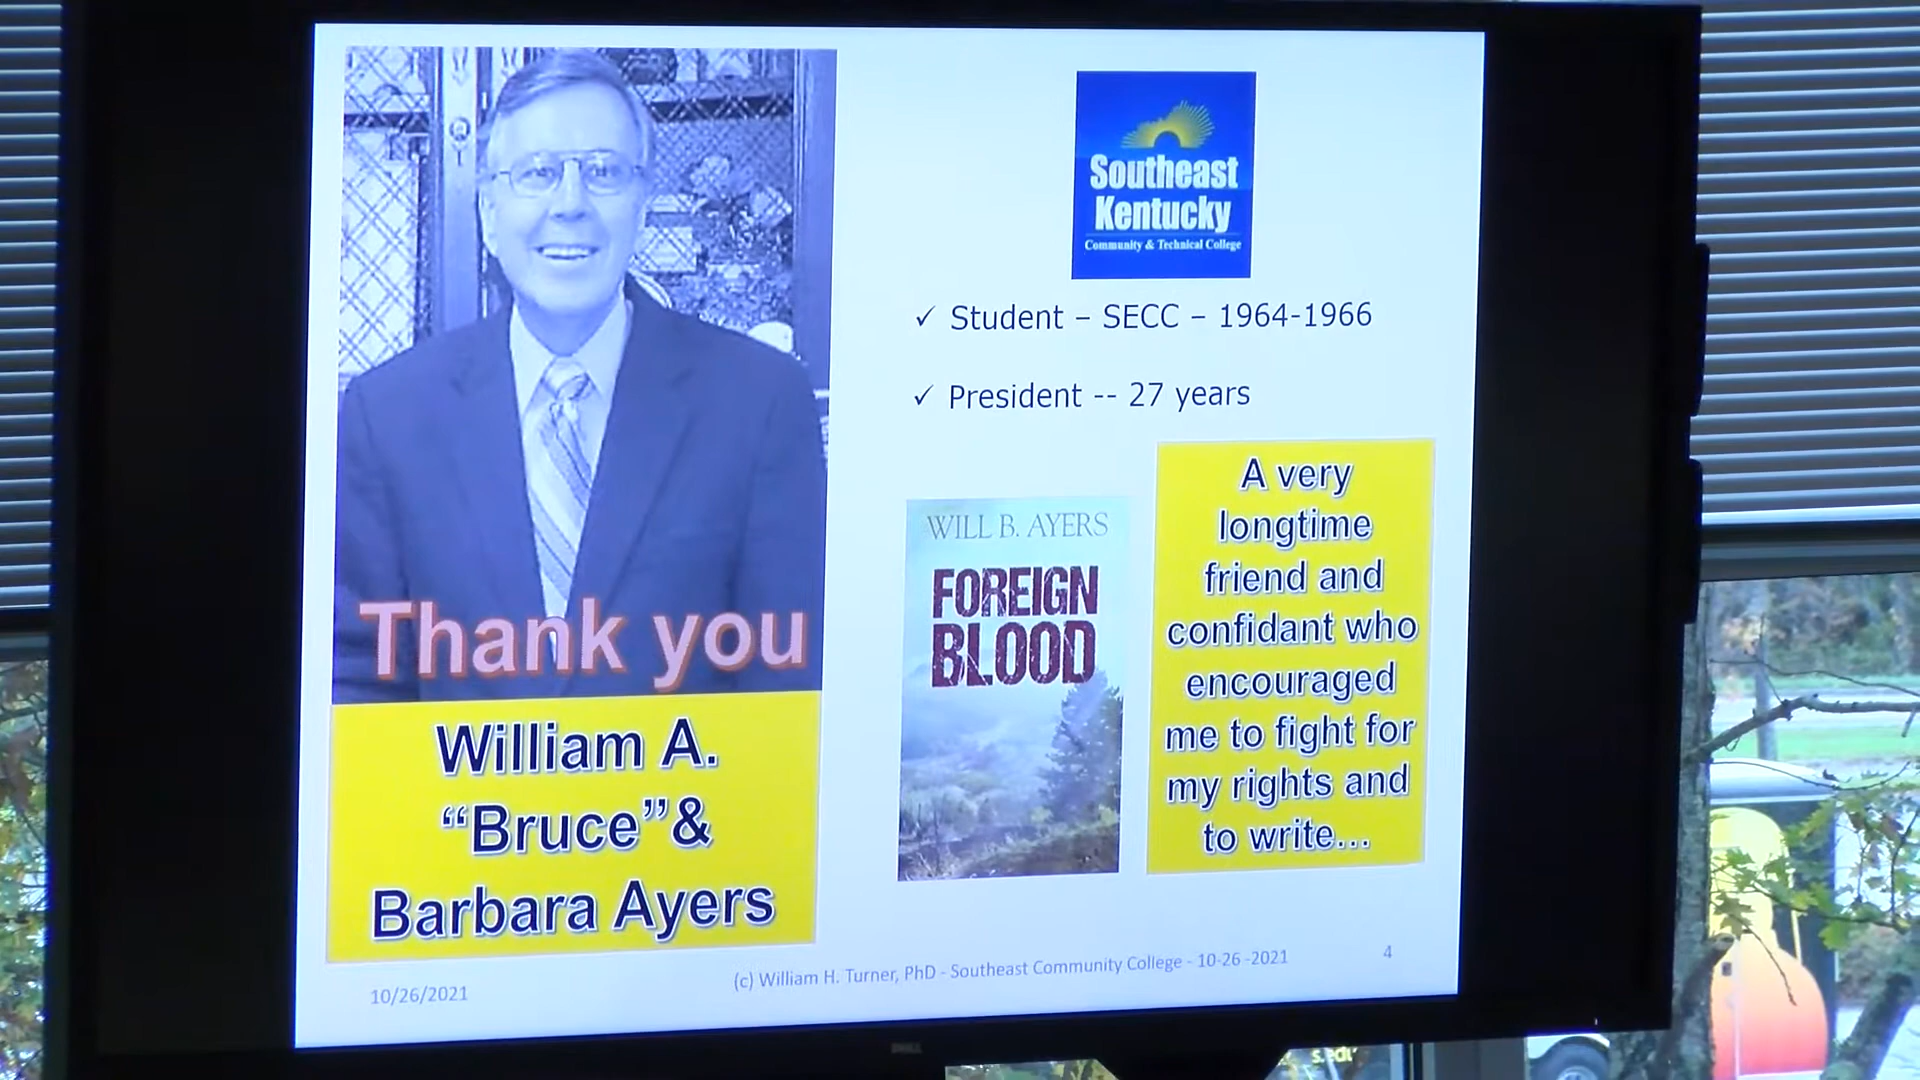 Thank you
William A.
“Bruce”&
Barbara Ayers
Southeast
Kentucky
Community & Technical College
✓ Student – SECC – 1964-1966
✓ President -- 27 years
WILL B. AYERS
FOREIGN
BLOOD
A very
longtime
friend and
confidant who
encouraged
me to fight for
my rights and
to write...
10/26/2021
(c) William H. Turner, PhD - Southeast Community College - 10-26 -2021
4
DELL
s.edu